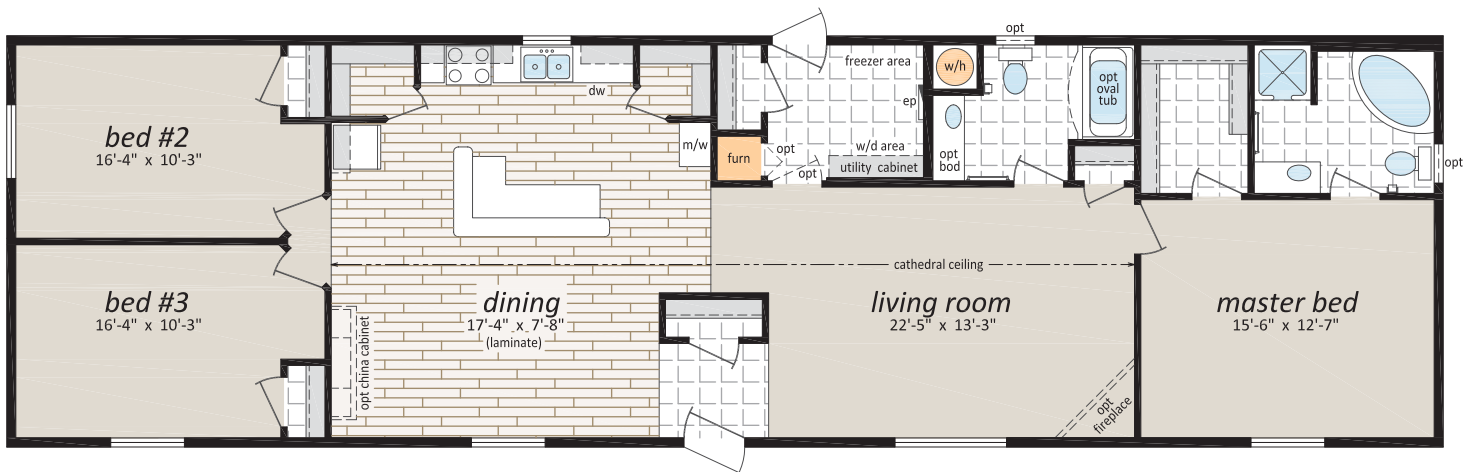 opt
freezer area
w/h
opt
oval
tub
dw
ep
bed #2
16'-4" x 10'-3"
m/w
furn
opt
opt
w/d area
utility cabinet
opt
bod
opt
cathedral ceiling
bed #3
16'-4" x 10'-3"
dining
17'-4" x 7'-8"
(laminate)
living room
22'-5" x 13'-3"
master bed
15'-6" x 12'-7"
opt china cabinet
opt
fireplace